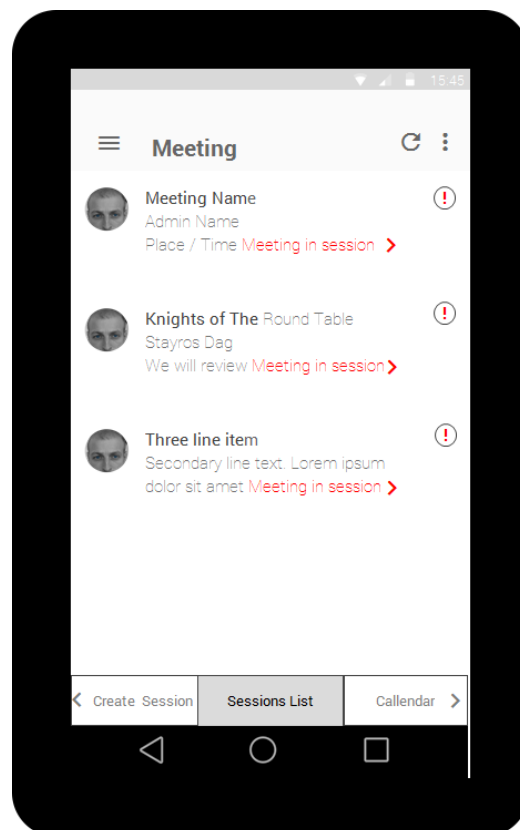 15:45
Meeting
Meeting Name
Admin Name
Place / Time Meeting in session
Knights of The Round Table
Stayros Dag
We will review Meeting in session
Three line item
Secondary line text. Lorem ipsum
dolor sit amet Meeting in session
Create Session Sessions List Callendar